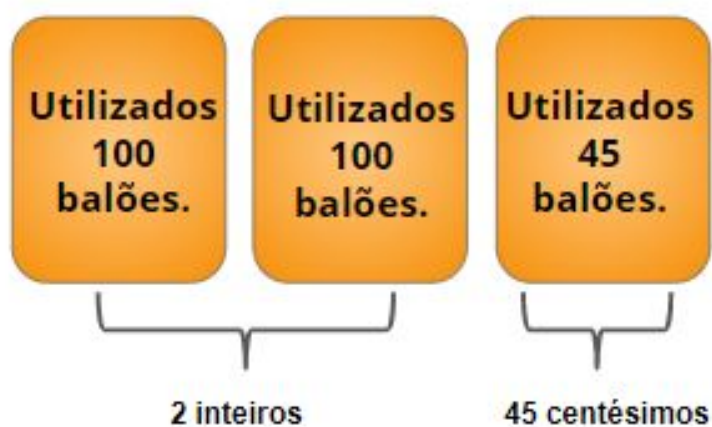 Utilizados
100
balões.
Utilizados
100
balões.
Utilizados
45
balões.
2 inteiros
45 centésimos